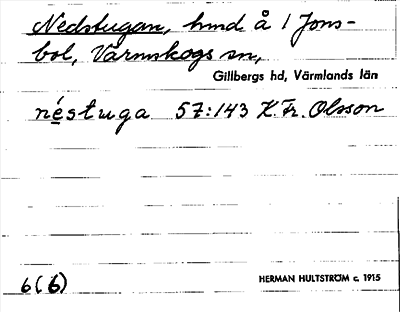 Nedstugan, hmd å 1 Jons-
bol, Värmskogs sn,
Gillbergs hd, Värmlands län
néstuga 57:143 K. Fr. Olsson
6(6)
HERMAN HULTSTRÖM c. 1915